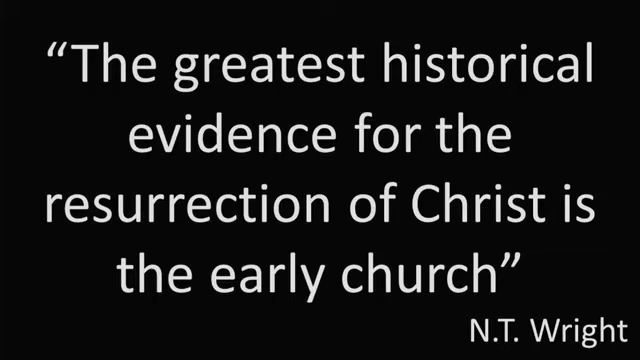 “The greatest historical
evidence for the
resurrection of Christ is
the early church”
N.T. Wright